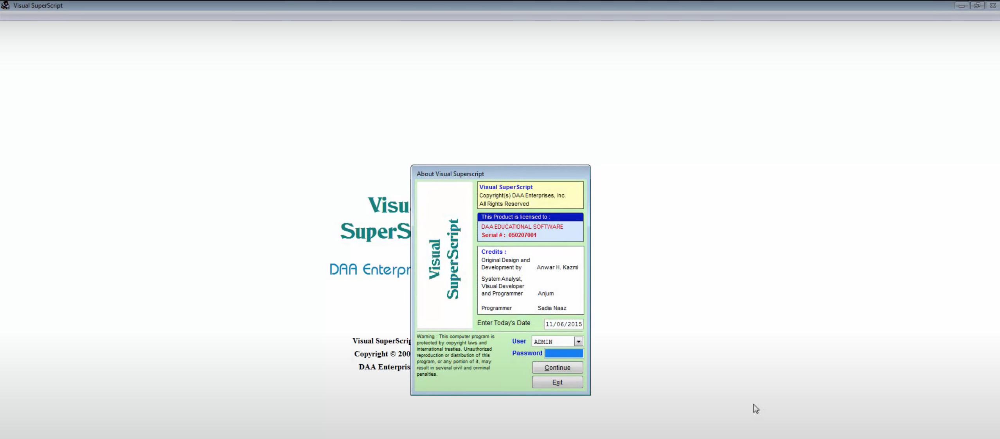 Visual SuperScript
About Visual Superscript
Visual SuperScript
Copyright(s) DAA Enterprises, Inc.
All Rights Reserved
This Product is licensed to :
DAA EDUCATIONAL SOFTWARE
Serial # : 050207001
Visual
SuperScript
Credits :
Original Design and
Development by Anwar H. Kazmi
System Analyst,
Visual Developer
and Programmer Anjum
Programmer Sadia Naaz
Enter Today's Date 11/06/2015
Warning : This computer program is
protected by copyright laws and
international treaties. Unauthorized
reproduction or distribution of this
program, or any portion of it, may
result in several civil and criminal
penalties.
User ADMIN
Password
Continue
Exit
Visu
SuperS
DAA Enterpr
Visual SuperScrip
Copyright © 200
DAA Enterpris